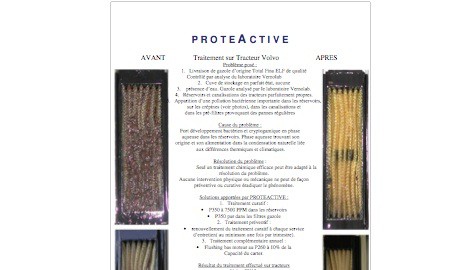 PROTEACTIVE
AVANT Traitement sur Tracteur Volvo APRES
Problème posé :
1. Livraison de gazole d'origine Total Fina ELF de qualité
Contrôlé par analyse du laboratoire Vernolab
2. Cuve de stockage en parfait état, aucune
3. présence d'eau. Gazole analysé par le laboratoire Vernolab.
4. Réservoirs et canalisations des moteurs parfaitement propres.
Apparition d'une pollution bactérienne importante dans les réservoirs,
sur les crépines (voir photos), dans les canalisations et
dans les pré-filtres provoquant des pannes régulières
Cause du problème :
Fort développement bactérien et cryptogamique en phase
aqueuse dans les réservoirs. Phase aqueuse trouvant son
origine et son alimentation dans la condensation naturelle liée
aux différences thermiques et climatiques.
Résolution du problème :
Seul un traitement chimique efficace peut être adapté à la
résolution du problème.
Aucune intervention physique ou mécanique ne peut de façon
préventive ou curative éradiquer le phénomène.
Solutions apportées par PROTEACTIVE :
1. Traitement curatif :
• P350 à 7500 PPM dans les réservoirs
• P350 pur dans les filtres gazole
2. Traitement préventif :
• renouvellement du traitement curatif à chaque service
d'entretien( au minimum une fois par trimestre).
3. Traitement complémentaire annuel :
• Flushing bas moteur au P260 à 10% de la
Capacité du carter.
Résultat du traitement effectué sur tracteurs